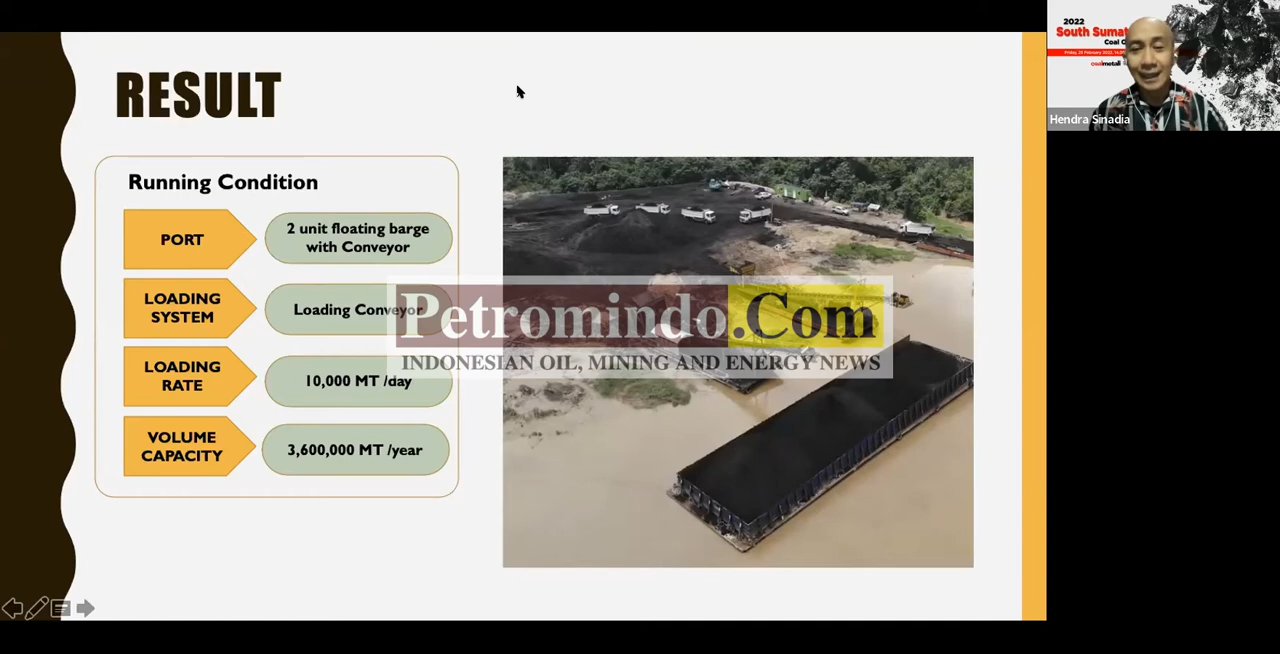 RESULT
Running Condition
PORT
2 unit floating barge
with Conveyor
LOADING
SYSTEM
Loading Conveyor
LOADING
RATE
10,000 MT /day
VOLUME
CAPACITY
3,600,000 MT /year
Petromindo.Com
INDONESIAN OIL, MINING AND ENERGY NEWS
2022
South Sumat
Coal C
Hendra Sinadia